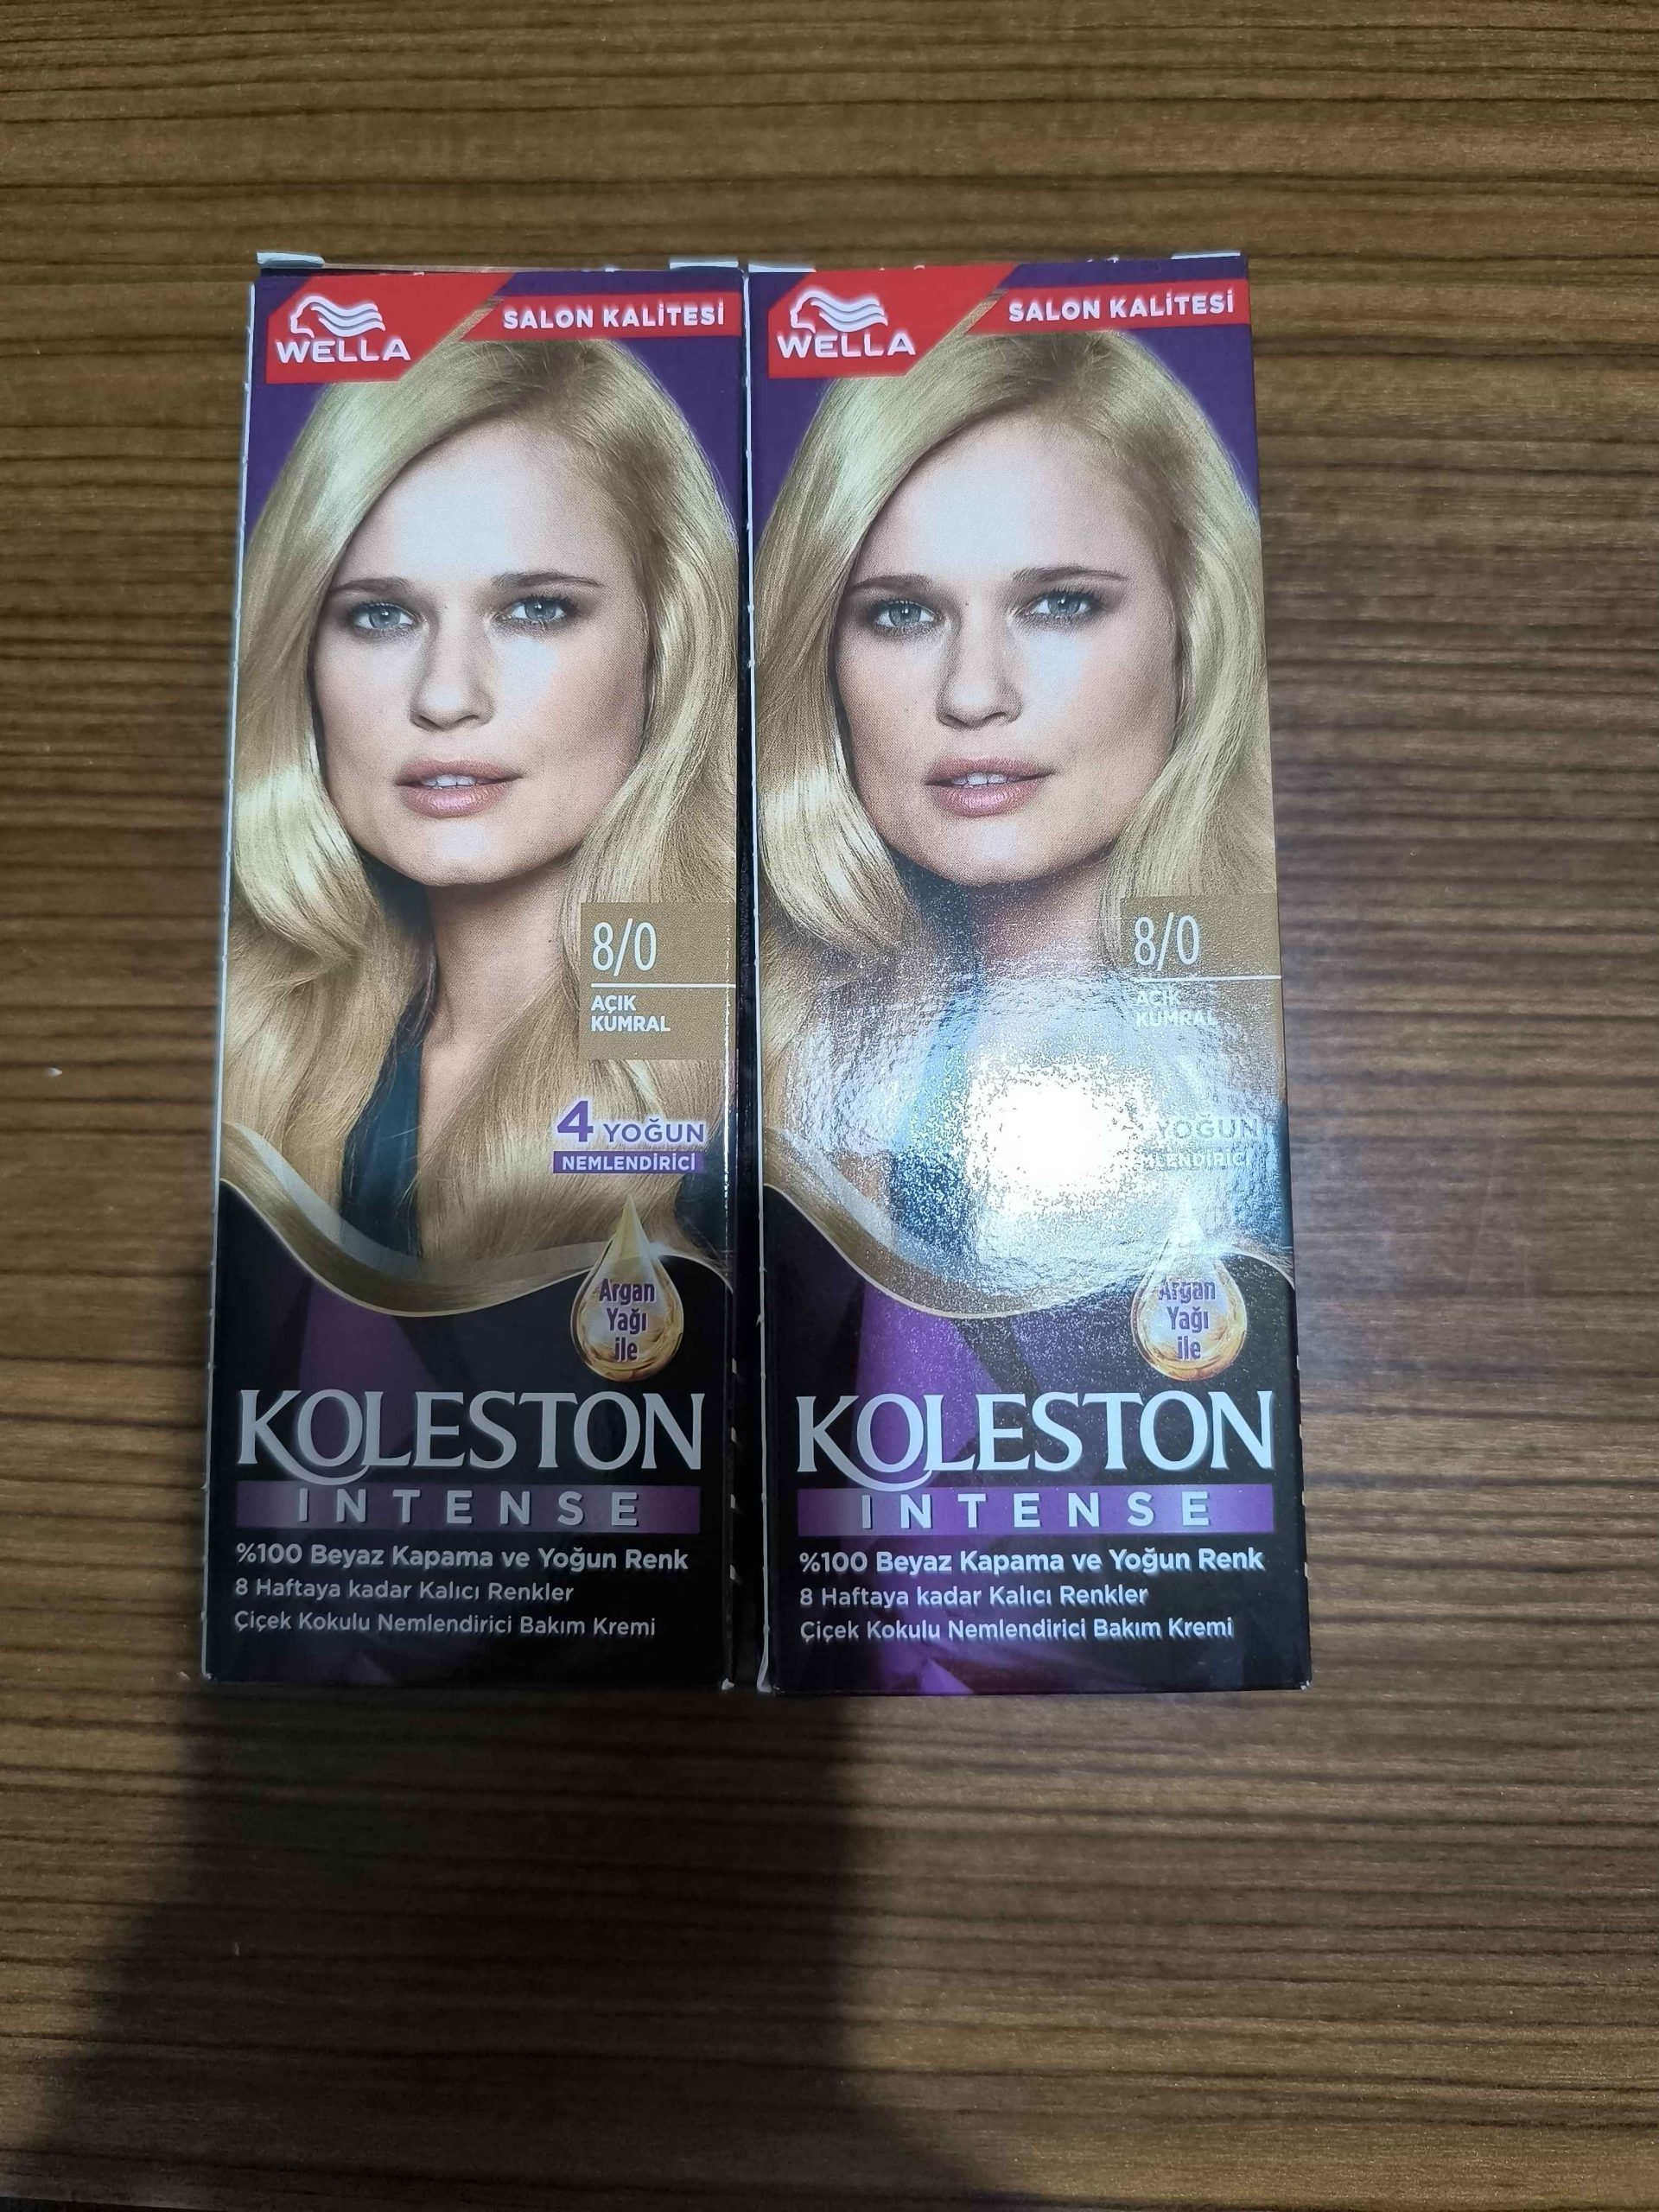 WELLA
SALON KALİTESİ
8/0
AÇIK
KUMRAL
4 YOĞUN
NEMLENDİRİCİ
Argan
Yağı
ile
KOLESTON
INTENSE
%100 Beyaz Kapama ve Yoğun Renk
8 Haftaya kadar Kalıcı Renkler
Çiçek Kokulu Nemlendirici Bakım Kremi
WELLA
SALON KALİTESİ
8/0
AÇIK
KUMRAL
YOĞUN
Argan
Yağı
ile
KOLESTON
INTENSE
%100 Beyaz Kapama ve Yoğun Renk
8 Haftaya kadar Kalıcı Renkler
Çiçek Kokulu Nemlendirici Bakım Kremi